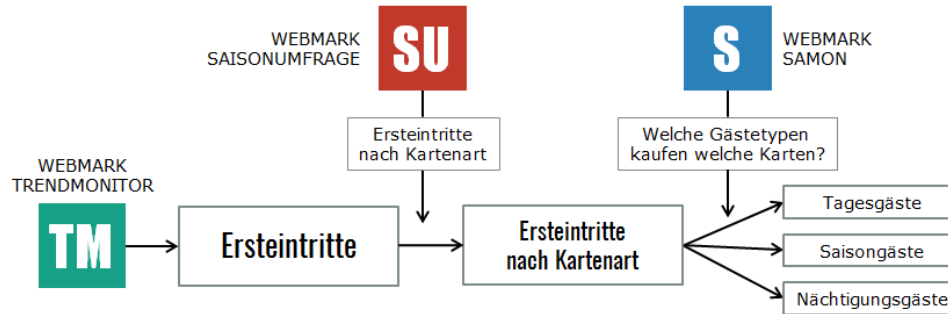 WEBMARK
SAISONUMFRAGE
SU
S
WEBMARK
SAMON
Ersteintritte
nach Kartenart
Welche Gästetypen
kaufen welche Karten?
WEBMARK
TRENDMONITOR
TM
Ersteintritte
Ersteintritte
nach Kartenart
Tagesgäste
Saisongäste
Nächtigungsgäste